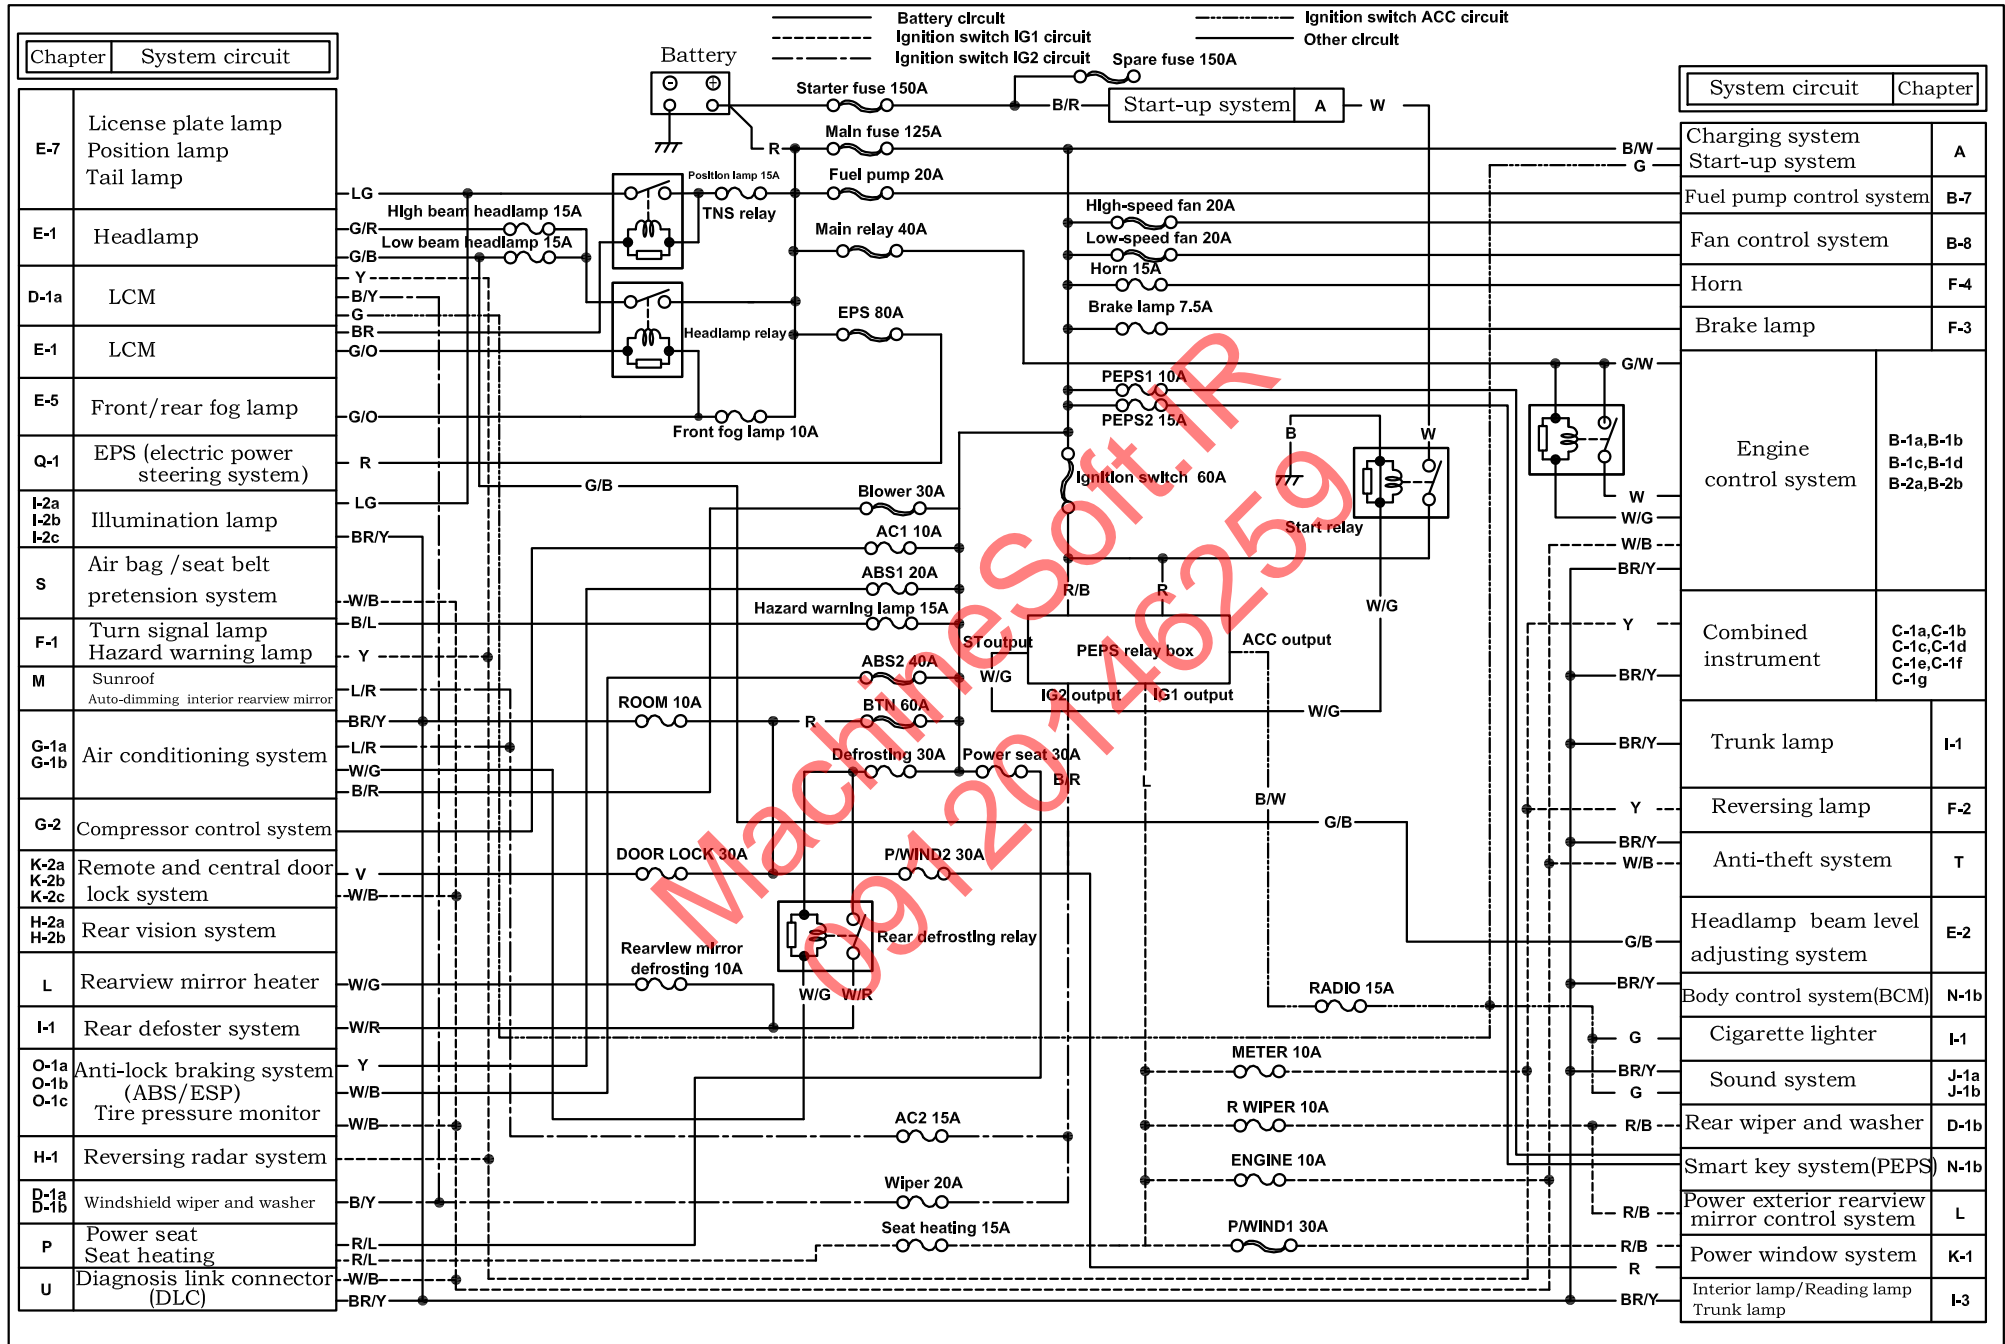 Battery circuit
Ignition switch IG1 circuit
Ignition switch IG2 circuit
Ignition switch ACC circuit
Other circuit
Chapter System circuit
E-7 License plate lamp
Position lamp
Tail lamp
E-1 Headlamp
D-1a LCM
E-1 LCM
E-5 Front/rear fog lamp
Q-1 EPS (electric power
steering system)
I-2a
I-2b
I-2c
Illumination lamp
S Air bag /seat belt
pretension system
F-1 Turn signal lamp
Hazard warning lamp
M Sunroof
Auto-dimming interior rearview mirror
G-1a
G-1b
Air conditioning system
G-2 Compressor control system
K-2a
K-2b
K-2c
Remote and central door
lock system
H-2a
H-2b
Rear vision system
L Rearview mirror heater
I-1 Rear defoster system
O-1a
O-1b
O-1c
Anti-lock braking system
(ABS/ESP)
Tire pressure monitor
H-1 Reversing radar system
D-1a
D-1b
Windshield wiper and washer
P Power seat
Seat heating
U Diagnosis link connector
(DLC)
LG
G/R
G/B
Y
B/Y
G
BR
G/O
G/O
R
LG
BR/Y
W/B
B/L
Y
L/R
BR/Y
L/R
W/G
B/R
V
W/B
W/G
W/R
Y
W/B
W/B
B/Y
R/L
R/L
W/B
BR/Y
Battery
Starter fuse 150A
Spare fuse 150A
B/R
Start-up system A
W
R
Main fuse 125A
Position lamp 15A
TNS relay
Fuel pump 20A
High beam headlamp 15A
Low beam headlamp 15A
Main relay 40A
EPS 80A
Headlamp relay
Front fog lamp 10A
High-speed fan 20A
Low-speed fan 20A
Horn 15A
Brake lamp 7.5A
PEPS1 10A
PEPS2 15A
B
W
Ignition switch 60A
Start relay
G/B
Blower 30A
AC1 10A
ABS1 20A
Hazard warning lamp 15A
R/B
R
W/G
SToutput
PEPS relay box
ACC output
W/G
IG2 output
IG1 output
W/G
ABS2 40A
ROOM 10A
R
BTN 60A
Defrosting 30A
Power seat 30A
B/R
L
B/W
G/B
DOOR LOCK 30A
P/WIND2 30A
Rear defrosting relay
Rearview mirror
defrosting 10A
W/G
W/R
RADIO 15A
METER 10A
AC2 15A
R WIPER 10A
ENGINE 10A
Wiper 20A
Seat heating 15A
P/WIND1 30A
System circuit Chapter
Charging system
Start-up system
A
Fuel pump control system B-7
Fan control system B-8
Horn F-4
Brake lamp F-3
Engine
control system
B-1a,B-1b
B-1c,B-1d
B-2a,B-2b
Combined
instrument
C-1a,C-1b
C-1c,C-1d
C-1e,C-1f
C-1g
Trunk lamp I-1
Reversing lamp F-2
Anti-theft system T
Headlamp beam level
adjusting system
E-2
Body control system(BCM) N-1b
Cigarette lighter I-1
Sound system
J-1a
J-1b
Rear wiper and washer D-1b
Smart key system(PEPS) N-1b
Power exterior rearview
mirror control system
L
Power window system K-1
Interior lamp/Reading lamp
Trunk lamp
I-3
B/W
G
G/W
W
W/G
W/B
BR/Y
Y
BR/Y
BR/Y
Y
BR/Y
W/B
G/B
BR/Y
G
BR/Y
G
R/B
R/B
R/B
R
BR/Y
MachineSoft.IR
09120146259